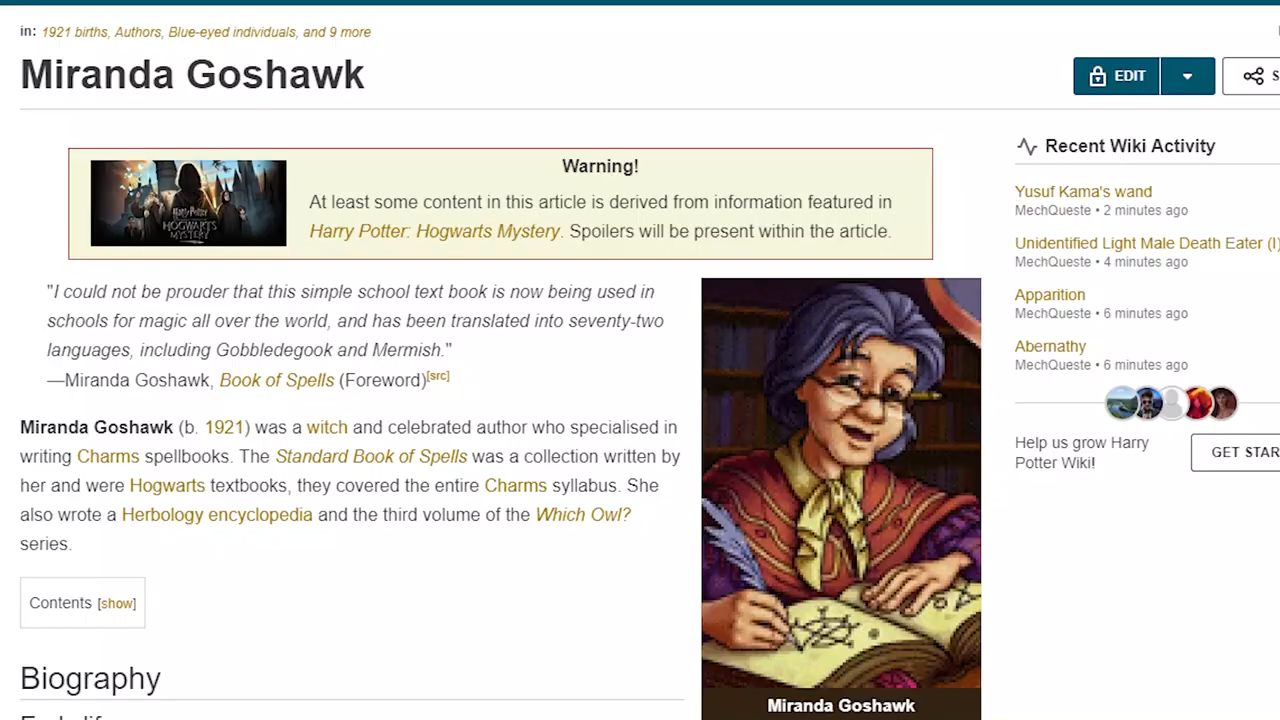 in: 1921 births, Authors, Blue-eyed individuals, and 9 more
Miranda Goshawk
EDIT
S
Warning!
At least some content in this article is derived from information featured in
Harry Potter: Hogwarts Mystery. Spoilers will be present within the article.
Harry Potter
HOGWARTS
MYSTERY
"I could not be prouder that this simple school text book is now being used in
schools for magic all over the world, and has been translated into seventy-two
languages, including Gobbledegook and Mermish."
—Miranda Goshawk, Book of Spells (Foreword)[src]
Miranda Goshawk (b. 1921) was a witch and celebrated author who specialised in
writing Charms spellbooks. The Standard Book of Spells was a collection written by
her and were Hogwarts textbooks, they covered the entire Charms syllabus. She
also wrote a Herbology encyclopedia and the third volume of the Which Owl?
series.
Contents [show]
Biography
Miranda Goshawk
Recent Wiki Activity
Yusuf Kama's wand
MechQueste • 2 minutes ago
Unidentified Light Male Death Eater (I)
MechQueste • 4 minutes ago
Apparition
MechQueste • 6 minutes ago
Abernathy
MechQueste • 6 minutes ago
Help us grow Harry
Potter Wiki!
GET STAR